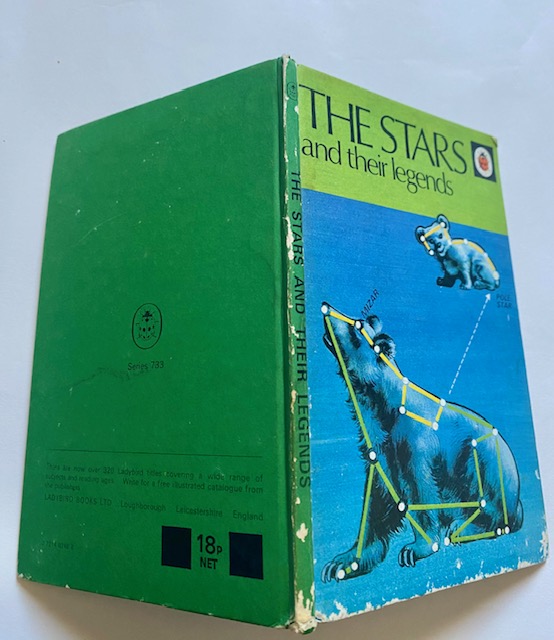 THE STARS
and their legends
MIZAR
POLE
STAR
THE STARS AND THEIR LEGENDS
Series 789
There are now over 320 Ladybird titles covering a wide range of
subjects and reading ages. Write for a free illustrated catalogue from
the publishers
LADYBIRD BOOKS LTD Loughborough Leicestershire England
18P
NET